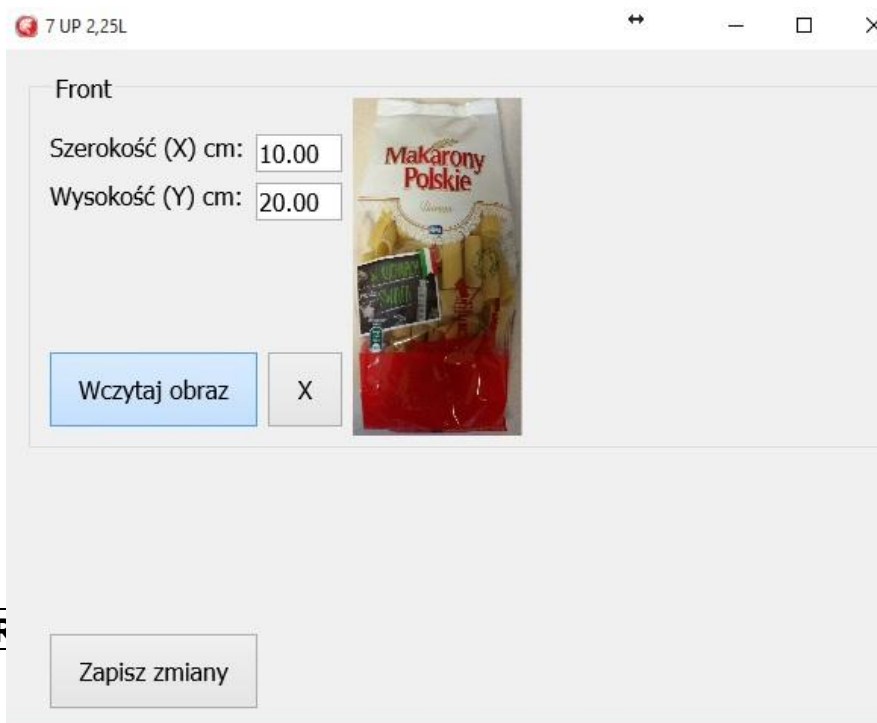 7 UP 2,25L
Front
Szerokość (X) cm: 10.00
Wysokość (Y) cm: 20.00
Makarony
Polskie
Wczytaj obraz X
Zapisz zmiany